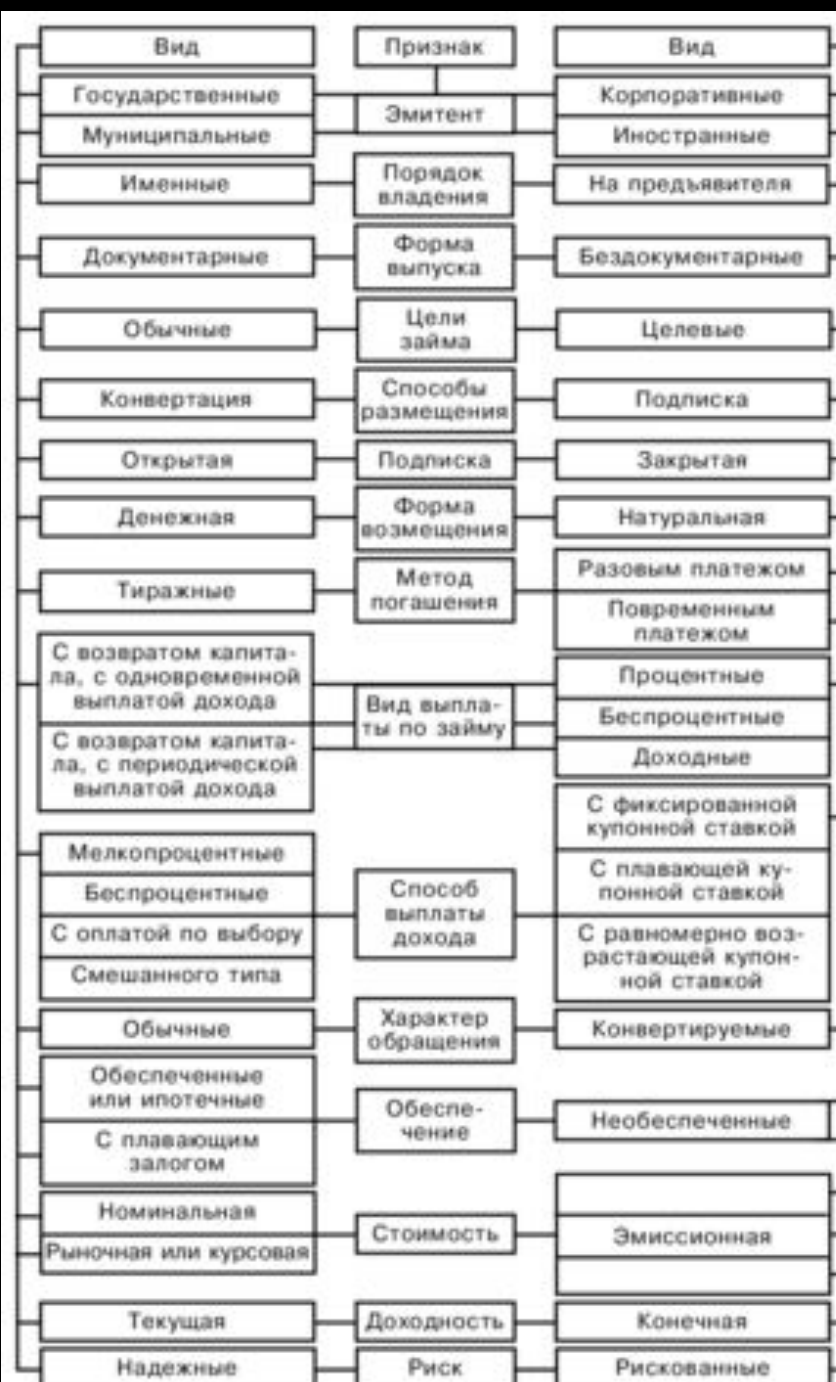 Вид
Признак
Вид
Государственные
Муниципальные
Эмитент
Корпоративные
Иностранные
Именные
Порядок
владения
На предъявителя
Документарные
Форма
выпуска
Бездокументарные
Обычные
Цели
займа
Целевые
Конвертация
Способы
размещения
Подписка
Открытая
Подписка
Закрытая
Денежная
Форма
возмещения
Натуральная
Тиражные
Метод
погашения
Разовым платежом
Повременным
платежом
С возвратом капита-
ла, с одновременной
выплатой дохода
С возвратом капита-
ла, с периодической
выплатой дохода
Вид выпла-
ты по займу
Процентные
Беспроцентные
Доходные
Мелкопроцентные
Беспроцентные
С оплатой по выбору
Смешанного типа
Способ
выплаты
дохода
С фиксированной
купонной ставкой
С плавающей ку-
понной ставкой
С равномерно воз-
растающей купон-
ной ставкой
Обычные
Характер
обращения
Конвертируемые
Обеспеченные
или ипотечные
С плавающим
залогом
Обеспе-
чение
Необеспеченные
Номинальная
Рыночная или курсовая
Стоимость
Эмиссионная
Текущая
Доходность
Конечная
Надежные
Риск
Рискованные